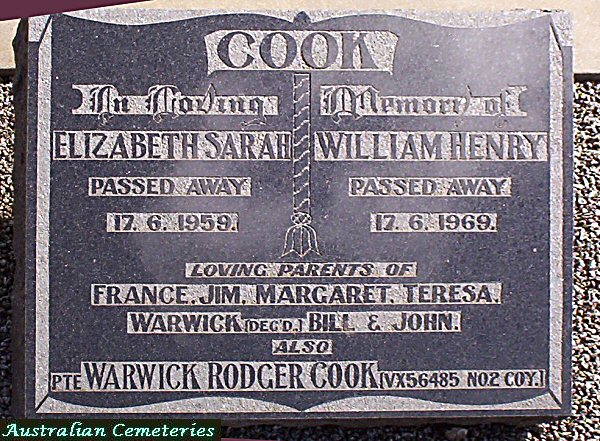 COOK
In Loving Memory of
ELIZABETH SARAH WILLIAM HENRY
PASSED AWAY PASSED AWAY
17. 6. 1959. 17. 6. 1969.
LOVING PARENTS OF
FRANCE. JIM. MARGARET. TERESA.
WARWICK [DEC'D.] BILL & JOHN.
ALSO
PTE WARWICK RODGER COOK [VX56485 NO2 COY.]
Australian Cemeteries